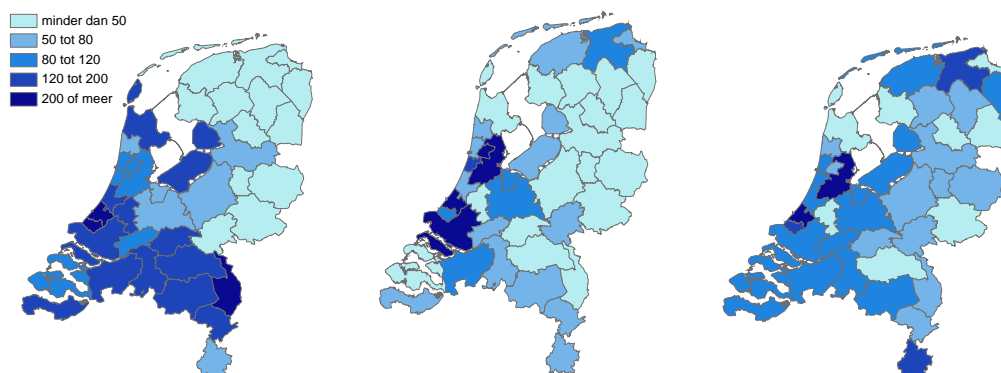 minder dan 50
50 tot 80
80 tot 120
120 tot 200
200 of meer